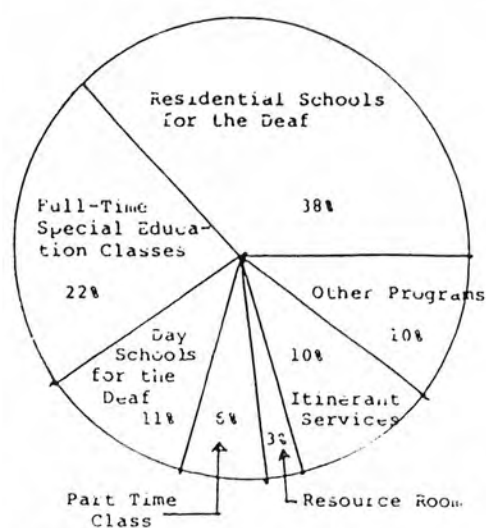 Residential Schools
for the Deaf
38%
Full-Time
Special Educa-
tion Classes
22%
Other Programs
10%
Day
Schools
for the
Deaf
11%
6%
3%
10%
Itinerant
Services
Part Time
Class
Resource Room